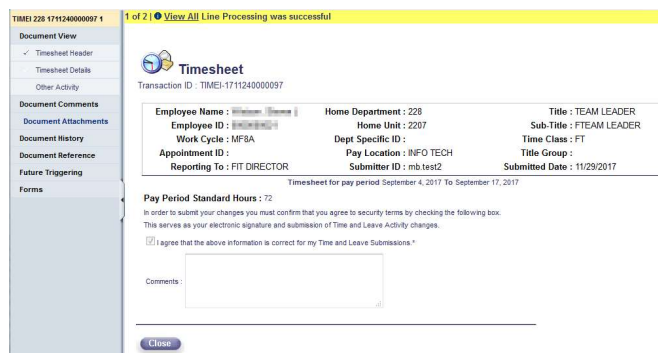 TIMEI 228 1711240000097 1
1 of 2 | View All Line Processing was successful
Document View
Timesheet Header
Timesheet Details
Other Activity
Document Comments
Document Attachments
Document History
Document Reference
Future Triggering
Forms
Timesheet
Transaction ID : TIMEI-1711240000097
Employee Name : Home Department : 228 Title : TEAM LEADER
Employee ID : Home Unit : 2207 Sub-Title : FTEAM LEADER
Work Cycle : MF8A Dept Specific ID : Time Class : FT
Appointment ID : Pay Location : INFO TECH Title Group :
Reporting To : FIT DIRECTOR Submitter ID : mb.test2 Submitted Date : 11/29/2017
Timesheet for pay period September 4, 2017 To September 17, 2017
Pay Period Standard Hours : 72
In order to submit your changes you must confirm that you agree to security terms by checking the following box.
This serves as your electronic signature and submission of Time and Leave Activity changes.
I agree that the above information is correct for my Time and Leave Submissions.*
Comments :
Close